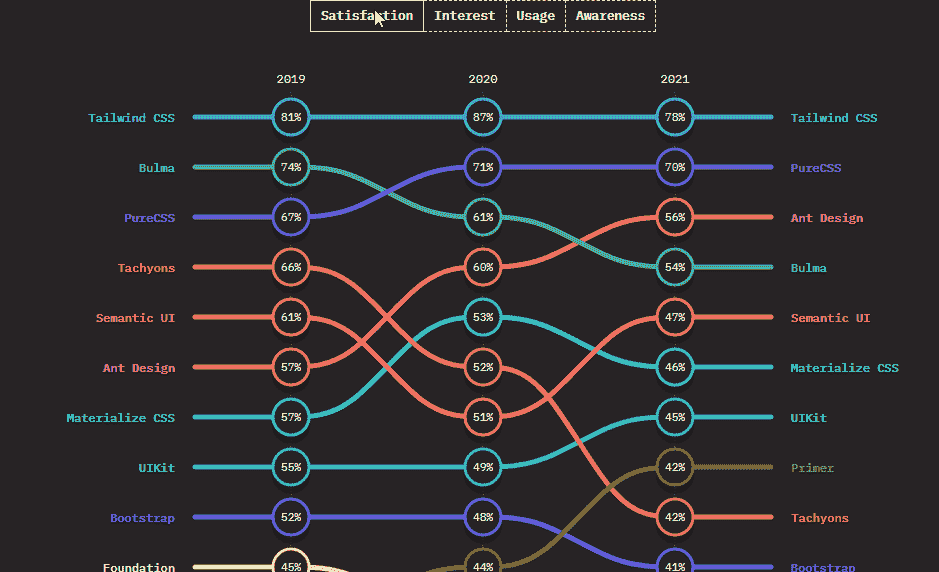 Satisfaction Interest Usage Awareness
2019 2020 2021
Tailwind CSS 81% 87% 78% Tailwind CSS
Bulma 74% 71% 70% PureCSS
PureCSS 67% 61% 56% Ant Design
Tachyons 66% 60% 54% Bulma
Semantic UI 61% 53% 47% Semantic UI
Ant Design 57% 52% 46% Materialize CSS
Materialize CSS 57% 51% 45% UIKit
UIKit 55% 49% 42% Primer
Bootstrap 52% 48% 42% Tachyons
Foundation 45% 44% 41% Bootstrap